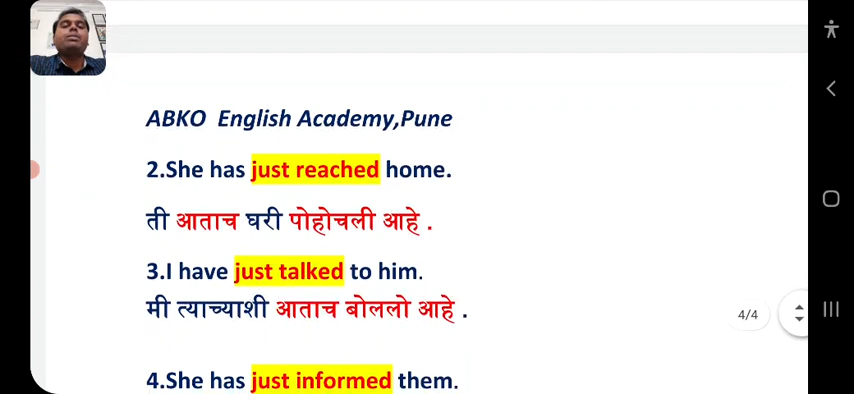 ABKO English Academy,Pune
2.She has just reached home.
ती आताच घरी पोहोचली आहे .
3.I have just talked to him.
मी त्याच्याशी आताच बोललो आहे .
4/4
4.She has just informed them.